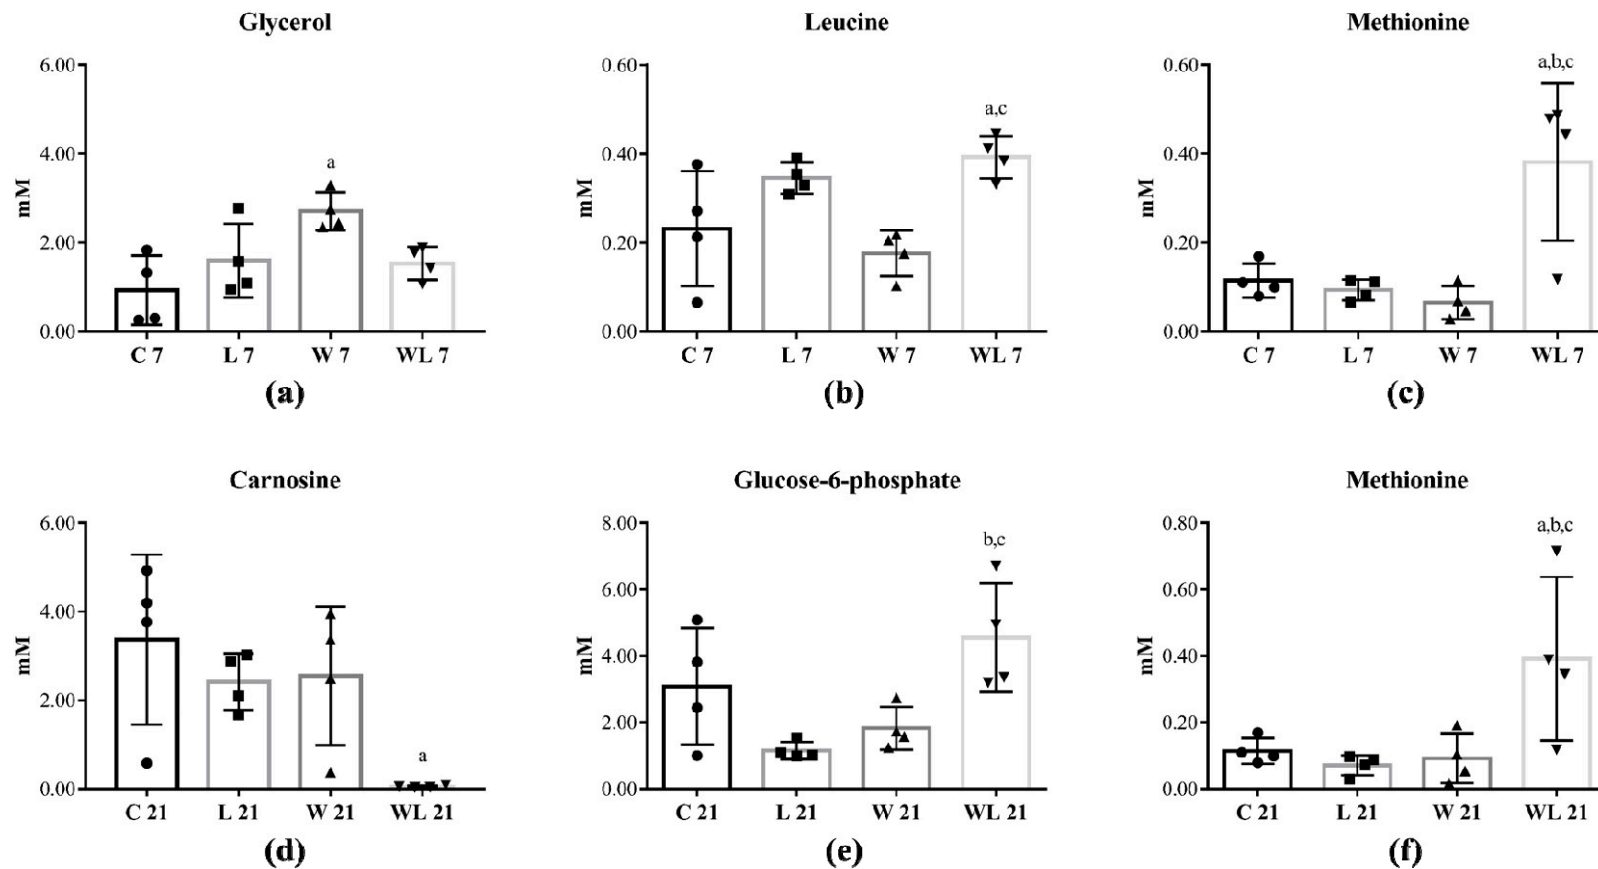 Glycerol
6.00
4.00
2.00
0.00
mM
a
C 7 L 7 W 7 WL 7
(a)
Leucine
0.60
0.40
0.20
0.00
mM
a,c
C 7 L 7 W 7 WL 7
(b)
Methionine
0.60
0.40
0.20
0.00
mM
a,b,c
C 7 L 7 W 7 WL 7
(c)
Carnosine
6.00
4.00
2.00
0.00
mM
a
C 21 L 21 W 21 WL 21
(d)
Glucose-6-phosphate
8.00
6.00
4.00
2.00
0.00
mM
b,c
C 21 L 21 W 21 WL 21
(e)
Methionine
0.80
0.60
0.40
0.20
0.00
mM
a,b,c
C 21 L 21 W 21 WL 21
(f)